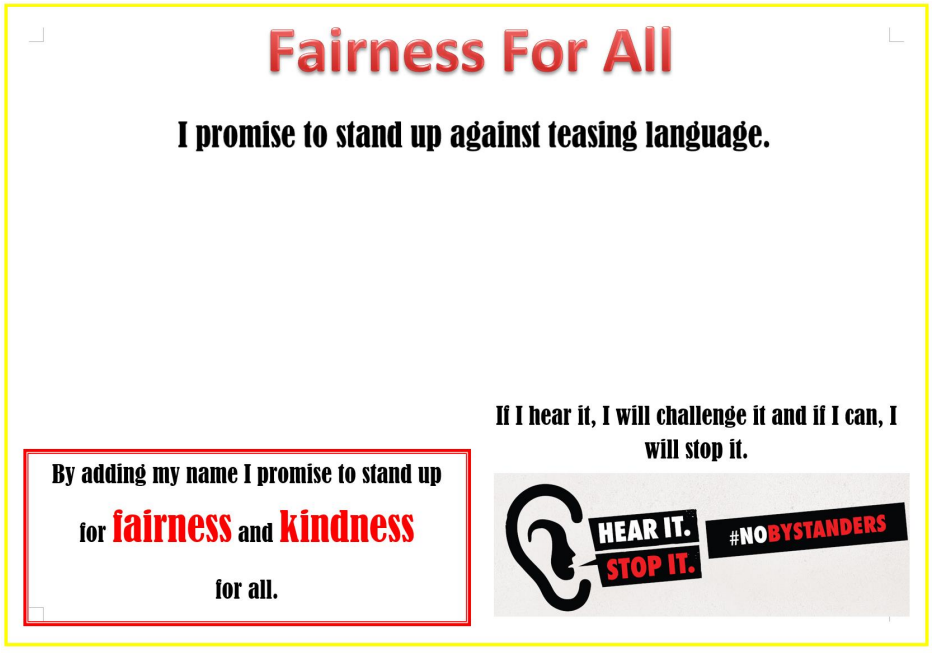 Fairness For All
I promise to stand up against teasing language.
If I hear it, I will challenge it and if I can, I
will stop it.
By adding my name I promise to stand up
for fairness and kindness
for all.
HEAR IT.
STOP IT.
#NOBYSTANDERS